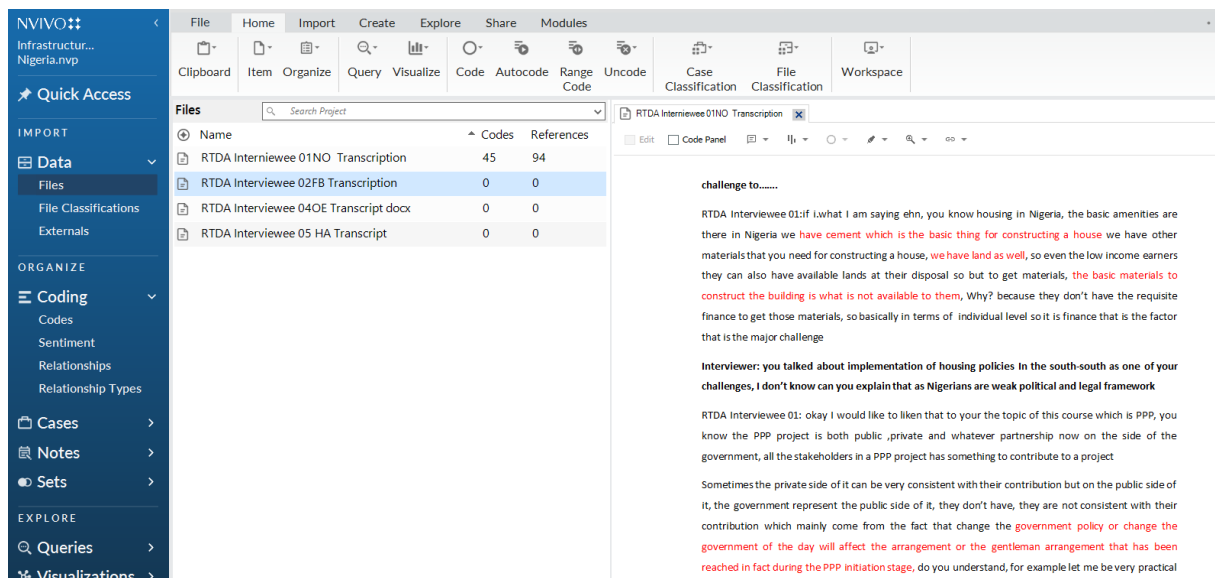 NVIVO
Infrastructur...
Nigeria.nvp
Quick Access
IMPORT
Data
Files
File Classifications
Externals
ORGANIZE
Coding
Codes
Sentiment
Relationships
Relationship Types
Cases
Notes
Sets
EXPLORE
Queries
Visualizations
File Home Import Create Explore Share Modules
Clipboard Item Organize Query Visualize Code Autocode Range Code Uncode Case Classification File Classification Workspace
Files Search Project
Name Codes References
RTDA Interniewee 01NO Transcription 45 94
RTDA Interviewee 02FB Transcription 0 0
RTDA Interviewee 04OE Transcript docx 0 0
RTDA Interviewee 05 HA Transcript 0 0
RTDA Interniewee 01NO Transcription
Edit Code Panel
challenge to.......
RTDA Interviewee 01:if i.what I am saying ehn, you know housing in Nigeria, the basic amenities are
there in Nigeria we have cement which is the basic thing for constructing a house we have other
materials that you need for constructing a house, we have land as well, so even the low income earners
they can also have available lands at their disposal so but to get materials, the basic materials to
construct the building is what is not available to them, Why? because they don't have the requisite
finance to get those materials, so basically in terms of individual level so it is finance that is the factor
that is the major challenge
Interviewer: you talked about implementation of housing policies In the south-south as one of your
challenges, I don't know can you explain that as Nigerians are weak political and legal framework
RTDA Interviewee 01: okay I would like to liken that to your the topic of this course which is PPP, you
know the PPP project is both public ,private and whatever partnership now on the side of the
government, all the stakeholders in a PPP project has something to contribute to a project
Sometimes the private side of it can be very consistent with their contribution but on the public side of
it, the government represent the public side of it, they don't have, they are not consistent with their
contribution which mainly come from the fact that change the government policy or change the
government of the day will affect the arrangement or the gentleman arrangement that has been
reached in fact during the PPP initiation stage, do you understand, for example let me be very practical